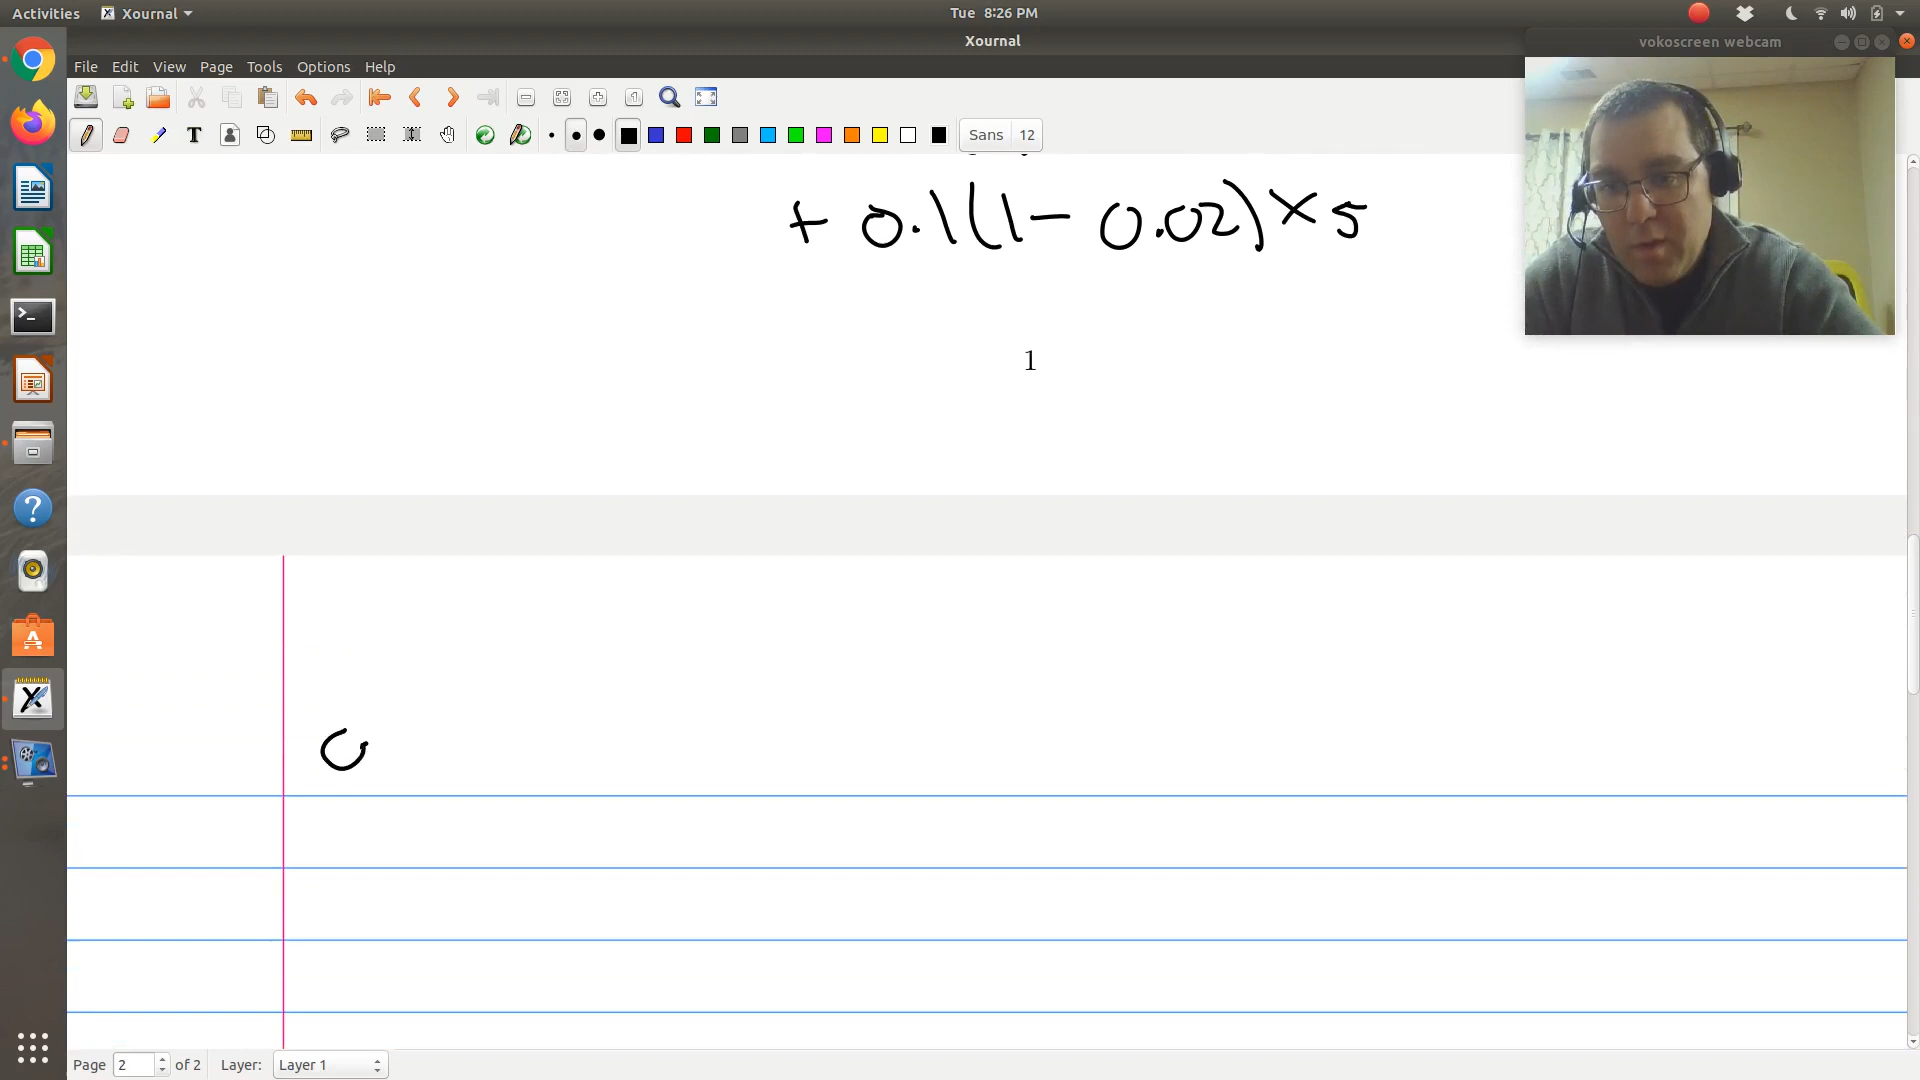 Activities Xournal Tue 8:26 PM
Xournal
vokoscreen webcam
File Edit View Page Tools Options Help
Sans 12
+ 0.1(1 - 0.02) × 5
1
Page 2 of 2 Layer: Layer 1